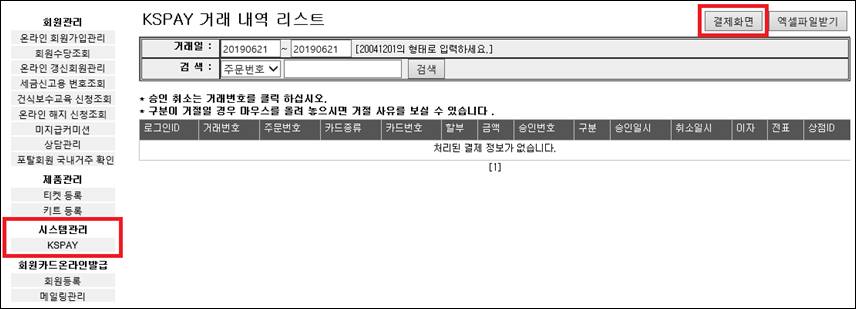 회원관리
온라인 회원가입관리
회원수당조회
온라인 갱신회원관리
세금신고용 번호조회
건식보수교육 신청조회
온라인 해지 신청조회
미지급커미션
상담관리
포탈회원 국내거주 확인
제품관리
티켓 등록
키트 등록
시스템관리
KSPAY
회원카드온라인발급
회원등록
메일링관리
KSPAY 거래 내역 리스트
결제화면 엑셀파일받기
거래일 : 20190621 ~ 20190621 [20041201의 형태로 입력하세요.]
검 색 : 주문번호 검색
* 승인 취소는 거래번호를 클릭 하십시오.
* 구분이 거절일 경우 마우스를 올려 놓으시면 거절 사유를 보실 수 있습니다 .
로그인ID 거래번호 주문번호 카드종류 카드번호 할부 금액 승인번호 구분 승인일시 취소일시 이자 전표 상점ID
처리된 결제 정보가 없습니다.
[1]